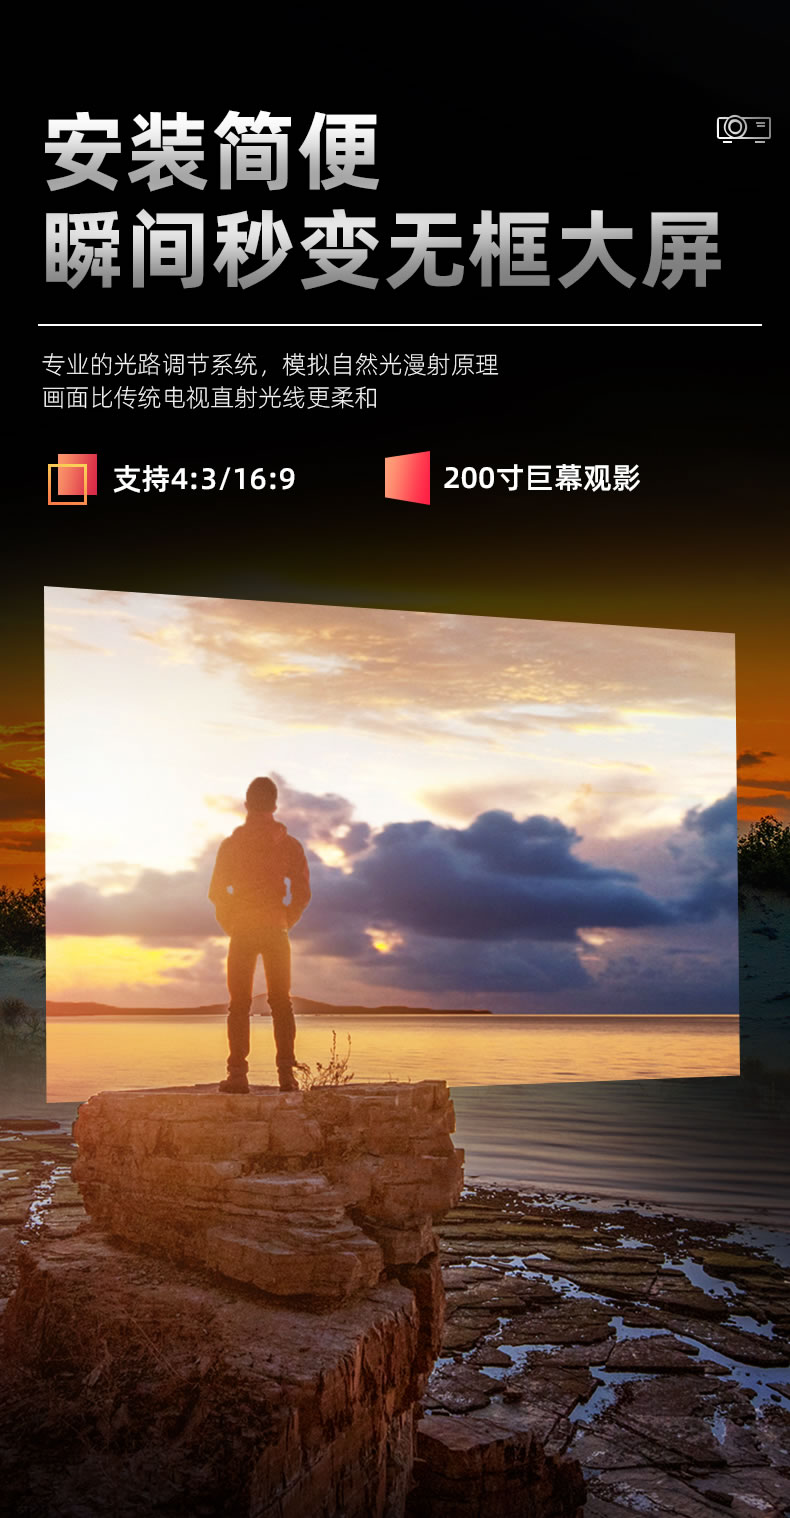 安装简便
瞬间秒变无框大屏
专业的光路调节系统，模拟自然光漫射原理
画面比传统电视直射光线更柔和
支持4:3/16:9
200寸巨幕观影